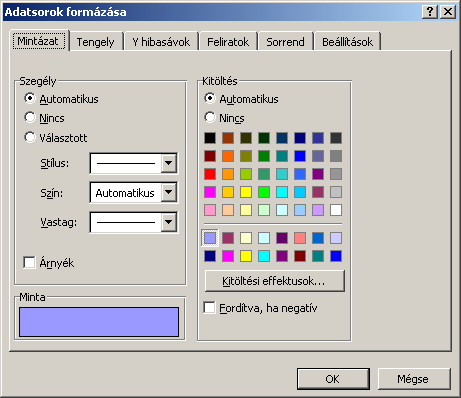 Adatsorok formázása
Mintázat Tengely Y hibasávok Feliratok Sorrend Beállítások
Szegély
Automatikus
Nincs
Választott
Stílus:
Szín: Automatikus
Vastag:
Árnyék
Minta
Kitöltés
Automatikus
Nincs
Kitöltési effektusok...
Fordítva, ha negatív
OK Mégse